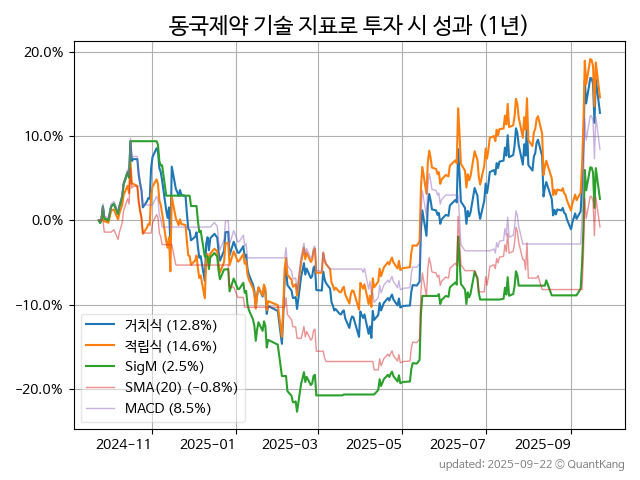 동국제약 기술 지표로 투자 시 성과 (1년)
20.0%
10.0%
0.0%
−10.0%
−20.0%
거치식 (12.8%)
적립식 (14.6%)
SigM (2.5%)
SMA(20) (−0.8%)
MACD (8.5%)
2024−11
2025−01
2025−03
2025−05
2025−07
2025−09
updated: 2025-09-22 © QuantKang